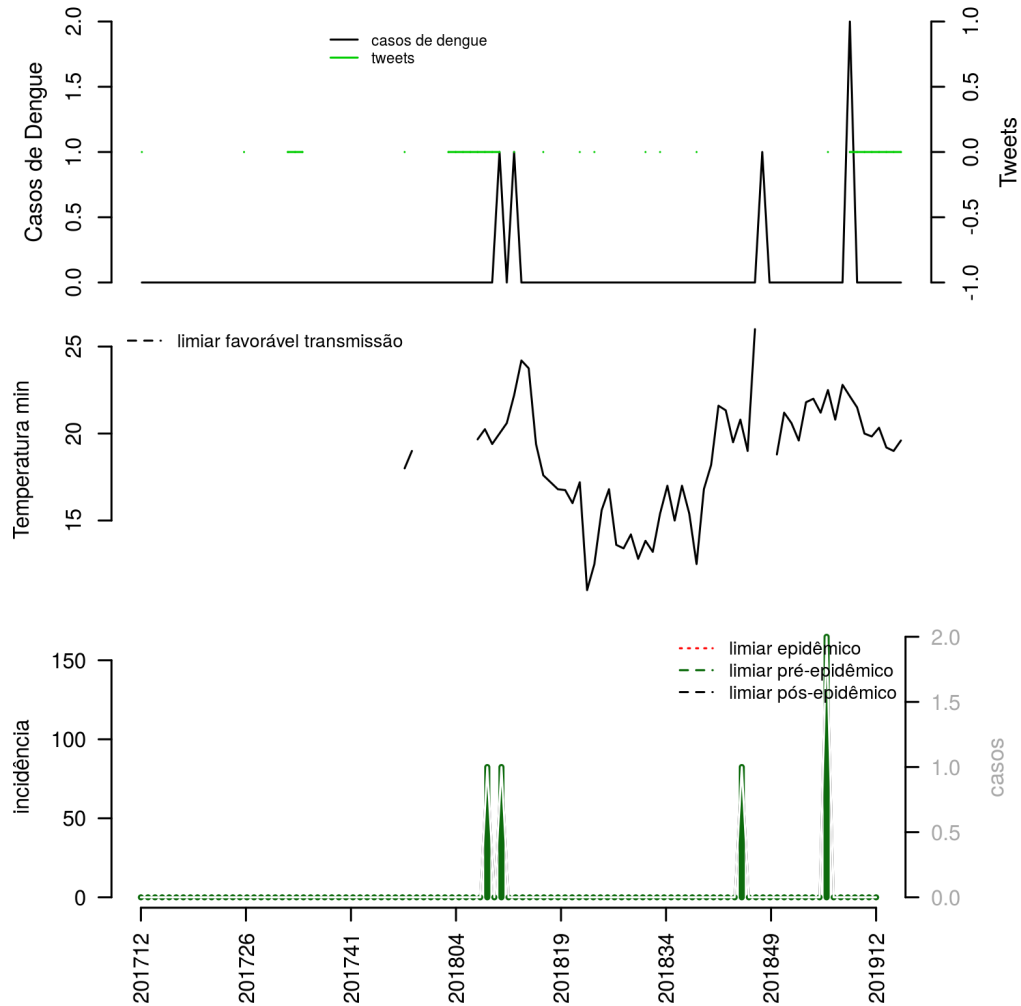 casos de dengue
tweets
Casos de Dengue
0.0
0.5
1.0
1.5
2.0
Tweets
-1.0
-0.5
0.0
0.5
1.0
limiar favorável transmissão
Temperatura min
15
20
25
limiar epidêmico
limiar pré-epidêmico
limiar pós-epidêmico
incidência
0
50
100
150
casos
0.0
0.5
1.0
1.5
2.0
201712
201726
201741
201804
201819
201834
201849
201912